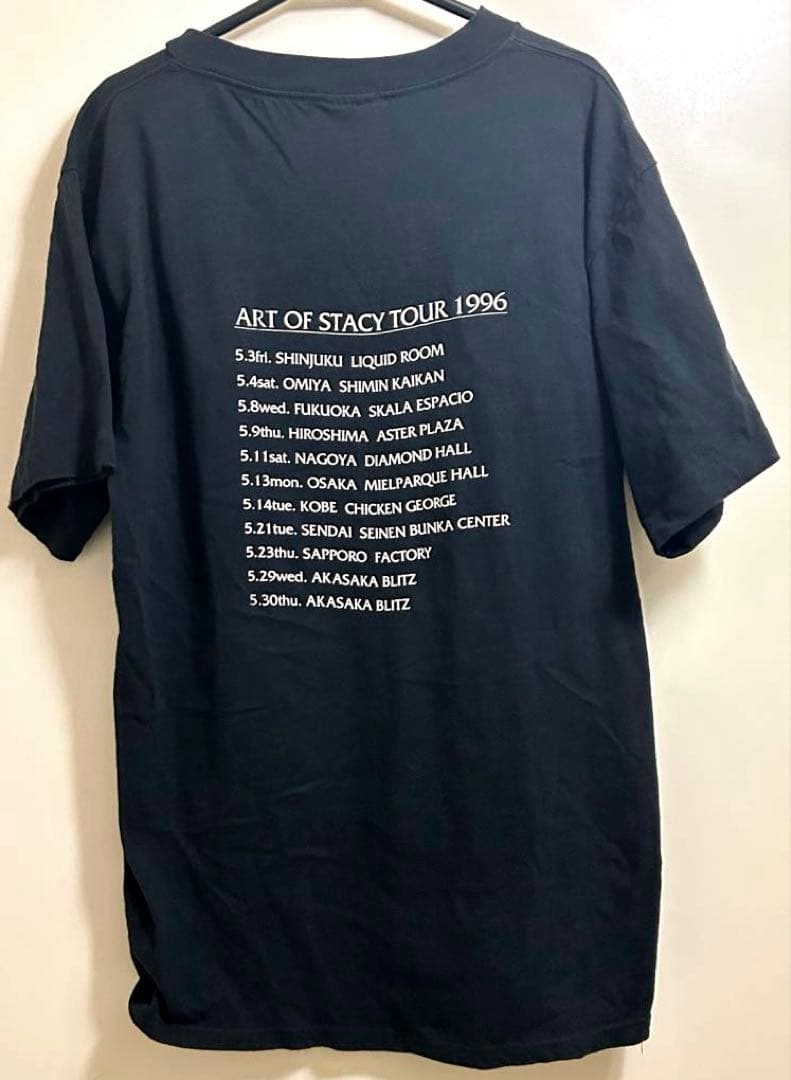 ART OF STACY TOUR 1996
5.3fri. SHINJUKU LIQUID ROOM
5.4sat. OMIYA SHIMIN KAIKAN
5.8wed. FUKUOKA SKALA ESPACIO
5.9thu. HIROSHIMA ASTER PLAZA
5.11sat. NAGOYA DIAMOND HALL
5.13mon. OSAKA MIELPARQUE HALL
5.14tue. KOBE CHICKEN GEORGE
5.21tue. SENDAI SEINEN BUNKA CENTER
5.23thu. SAPPORO FACTORY
5.29wed. AKASAKA BLITZ
5.30thu. AKASAKA BLITZ